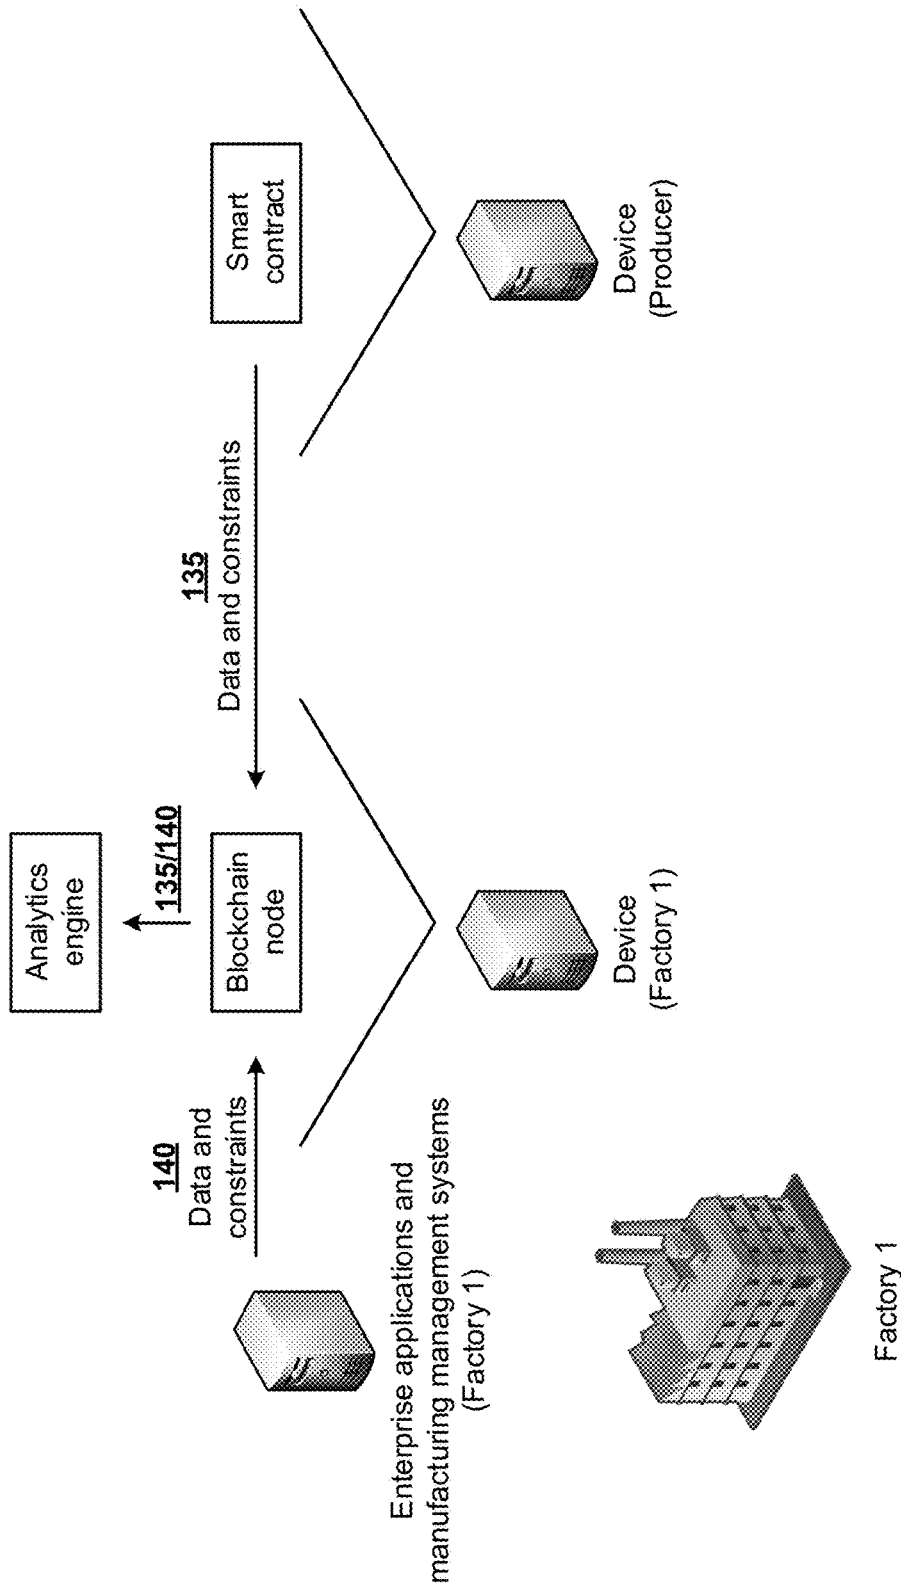 Analytics
engine
135/140
140
Data and
constraints
Blockchain
node
135
Data and constraints
Smart
contract
Enterprise applications and
manufacturing management systems
(Factory 1)
Device
(Factory 1)
Device
(Producer)
Factory 1